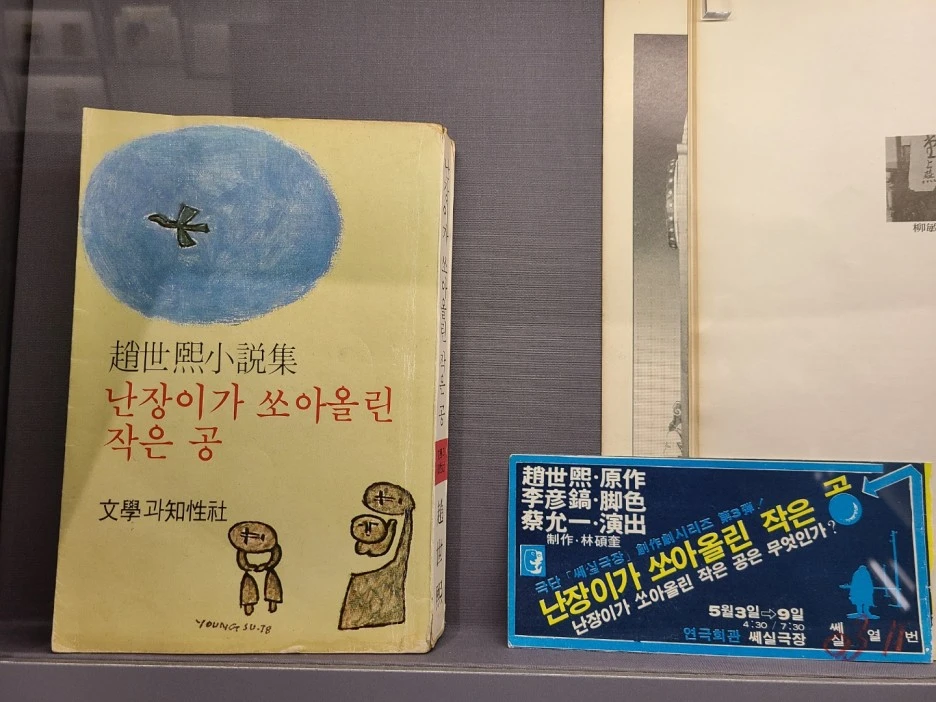 趙世熙小説集
난장이가 쏘아올린
작은 공
文學과知性社
YOUNG SU-78
난장이가 쏘아올린 작은 공
趙世熙
趙世熙·原作
李彦鎬·脚色
蔡允一·演出
制作·林碩奎
극단「쎄실극장」創作劇시리즈 第3弾!
난장이가 쏘아올린 작은 공
난장이가 쏘아올린 작은 공은 무엇인가?
5월3일⇨9일
4:30 / 7:30
연극회관 쎄실극장
쎄실 열 번